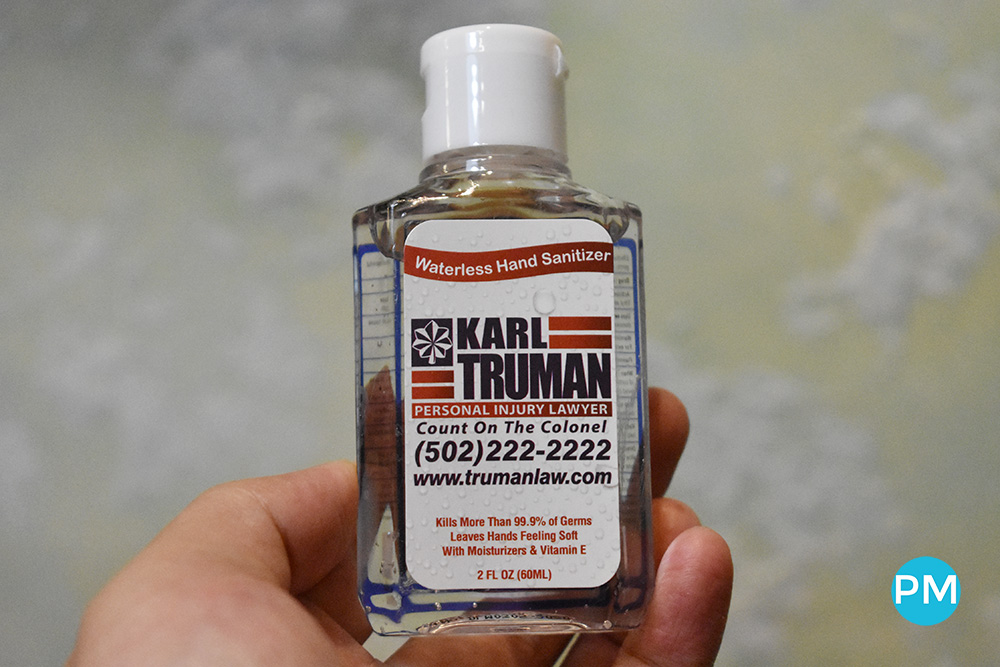 Waterless Hand Sanitizer
KARL
TRUMAN
PERSONAL INJURY LAWYER
Count On The Colonel
(502)222-2222
www.trumanlaw.com
Kills More Than 99.9% of Germs
Leaves Hands Feeling Soft
With Moisturizers & Vitamin E
2 FL OZ (60ML)
PM